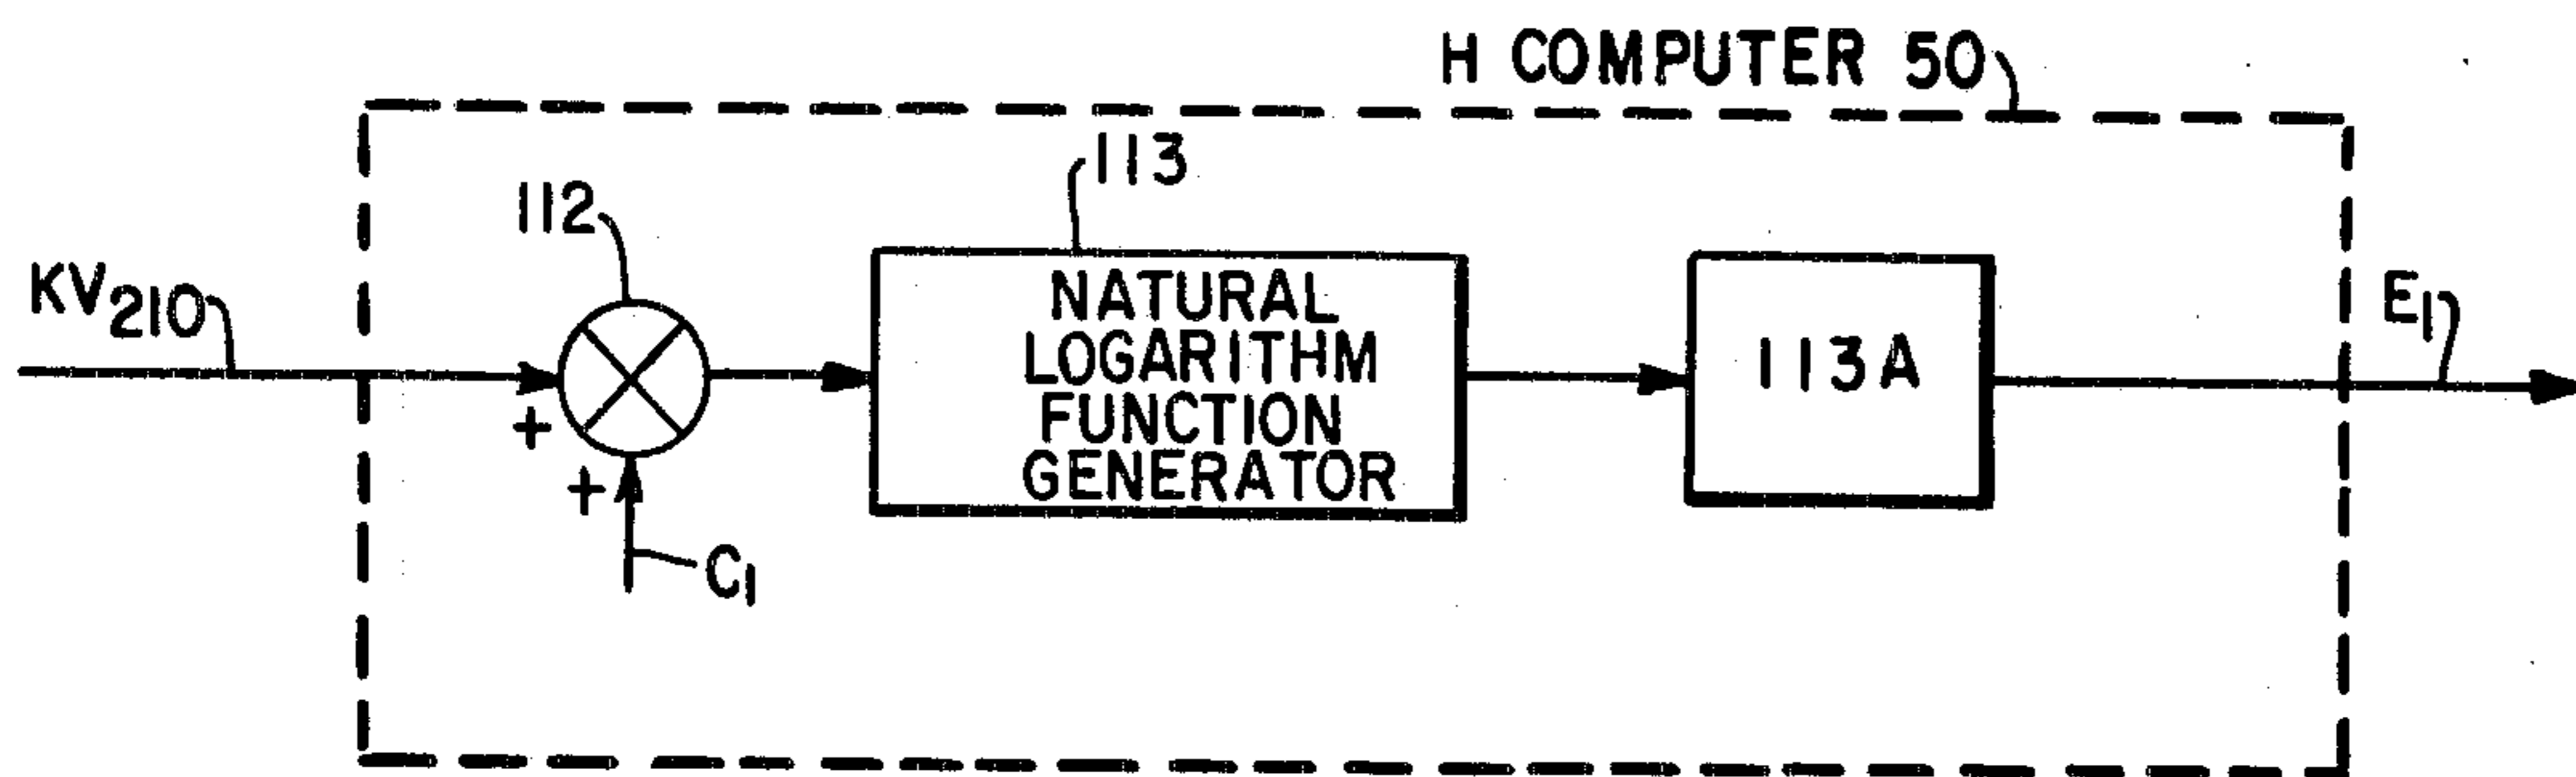 H COMPUTER 50
113
112
KV210
NATURAL
LOGARITHM
FUNCTION
GENERATOR
113A
E1
+
+
C1